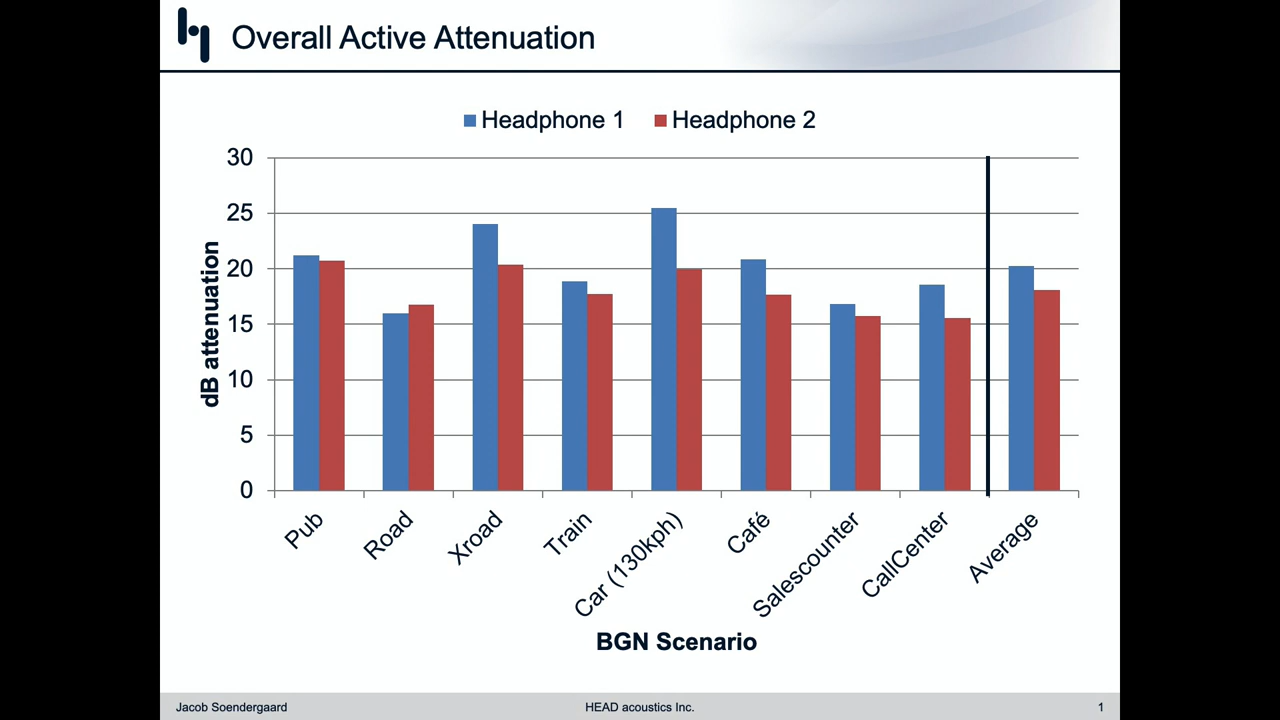 Overall Active Attenuation
Headphone 1 Headphone 2
30
25
20
15
10
5
0
dB attenuation
Pub Road Xroad Train Car (130kph) Café Salescounter CallCenter Average
BGN Scenario
Jacob Soendergaard HEAD acoustics Inc. 1